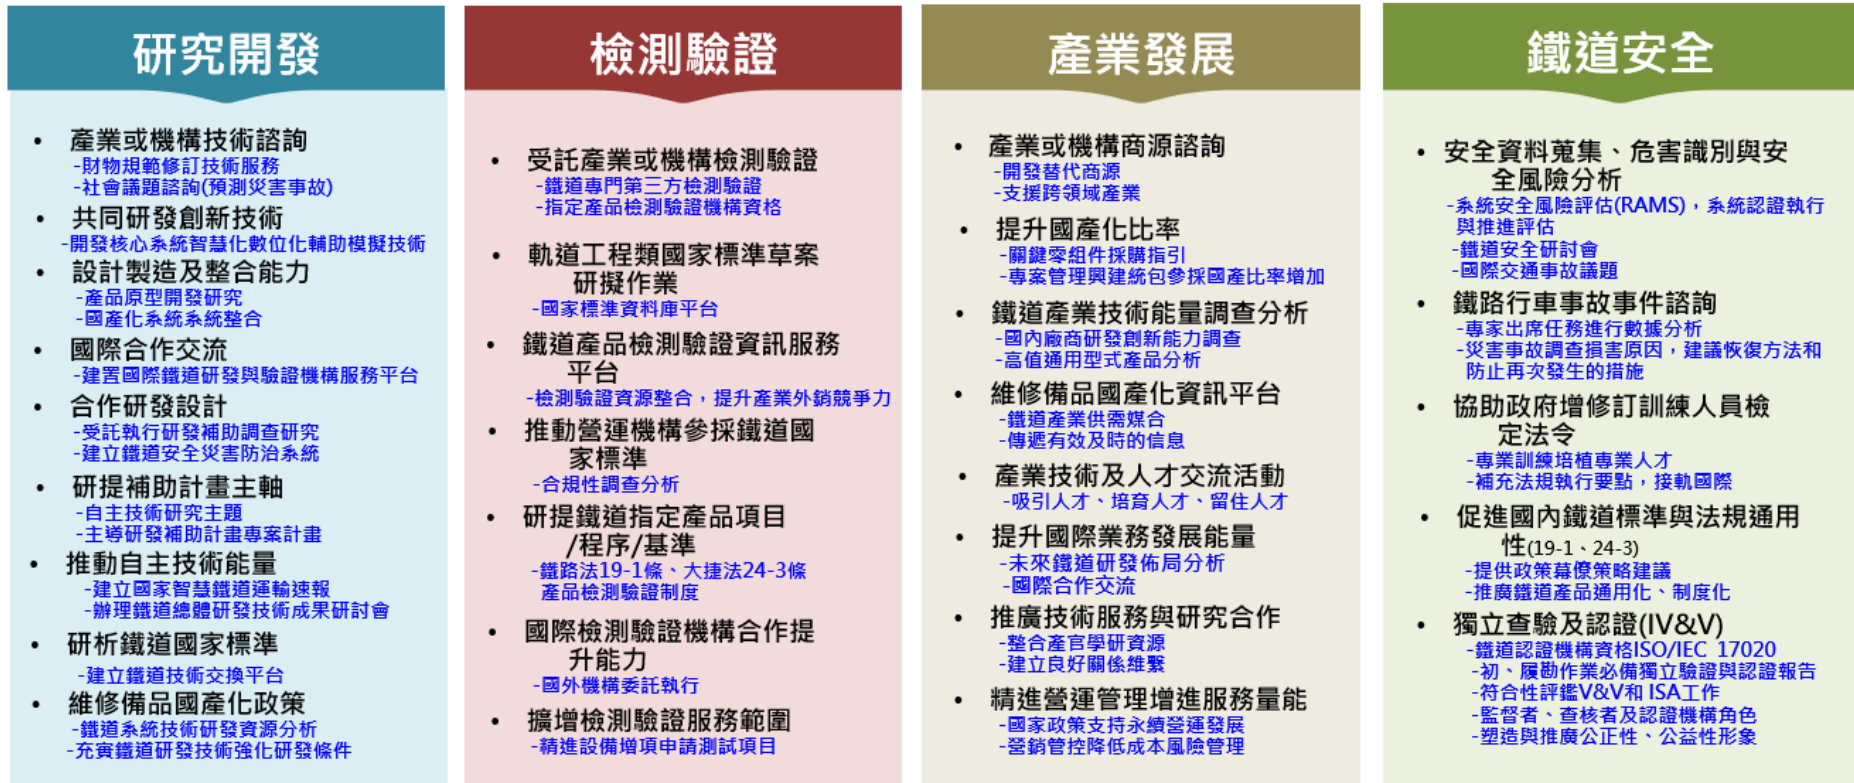 研究開發
• 產業或機構技術諮詢
-財物規範修訂技術服務
-社會議題諮詢(預測災害事故)
• 共同研發創新技術
-開發核心系統智慧化數位化輔助模擬技術
• 設計製造及整合能力
-產品原型開發研究
-國產化系統系統整合
• 國際合作交流
-建置國際鐵道研發與驗證機構服務平台
• 合作研發設計
-受託執行研發補助調查研究
-建立鐵道安全災害防治系統
• 研提補助計畫主軸
-自主技術研究主題
-主導研發補助計畫專案計畫
• 推動自主技術能量
-建立國家智慧鐵道運輸速報
-辦理鐵道總體研發技術成果研討會
• 研析鐵道國家標準
-建立鐵道技術交換平台
• 維修備品國產化政策
-鐵道系統技術研發資源分析
-充實鐵道研發技術強化研發條件
檢測驗證
• 受託產業或機構檢測驗證
-鐵道專門第三方檢測驗證
-指定產品檢測驗證機構資格
• 軌道工程類國家標準草案
研擬作業
-國家標準資料庫平台
• 鐵道產品檢測驗證資訊服務
平台
-檢測驗證資源整合，提升產業外銷競爭力
• 推動營運機構參採鐵道國
家標準
-合規性調查分析
• 研提鐵道指定產品項目
/程序/基準
-鐵路法19-1條、大捷法24-3條
產品檢測驗證制度
• 國際檢測驗證機構合作提
升能力
-國外機構委託執行
• 擴增檢測驗證服務範圍
-精進設備增項申請測試項目
產業發展
• 產業或機構商源諮詢
-開發替代商源
-支援跨領域產業
• 提升國產化比率
-關鍵零組件採購指引
-專案管理興建統包參採國產比率增加
• 鐵道產業技術能量調查分析
-國內廠商研發創新能力調查
-高值通用型式產品分析
• 維修備品國產化資訊平台
-鐵道產業供需媒合
-傳遞有效及時的信息
• 產業技術及人才交流活動
-吸引人才、培育人才、留住人才
• 提升國際業務發展能量
-未來鐵道研發佈局分析
-國際合作交流
• 推廣技術服務與研究合作
-整合產官學研資源
-建立良好關係維繫
• 精進營運管理增進服務量能
-國家政策支持永續營運發展
-營銷管控降低成本風險管理
鐵道安全
• 安全資料蒐集、危害識別與安
全風險分析
-系統安全風險評估(RAMS)，系統認證執行
與推進評估
-鐵道安全研討會
-國際交通事故議題
• 鐵路行車事故事件諮詢
-專家出席任務進行數據分析
-災害事故調查損害原因，建議恢復方法和
防止再次發生的措施
• 協助政府增修訂訓練人員檢
定法令
-專業訓練培植專業人才
-補充法規執行要點，接軌國際
• 促進國內鐵道標準與法規通用
性(19-1、24-3)
-提供政策幕僚策略建議
-推廣鐵道產品通用化、制度化
• 獨立查驗及認證(IV&V)
-鐵道認證機構資格ISO/IEC 17020
-初、履勘作業必備獨立驗證與認證報告
-符合性評鑑V&V和 ISA工作
-監督者、查核者及認證機構角色
-塑造與推廣公正性、公益性形象